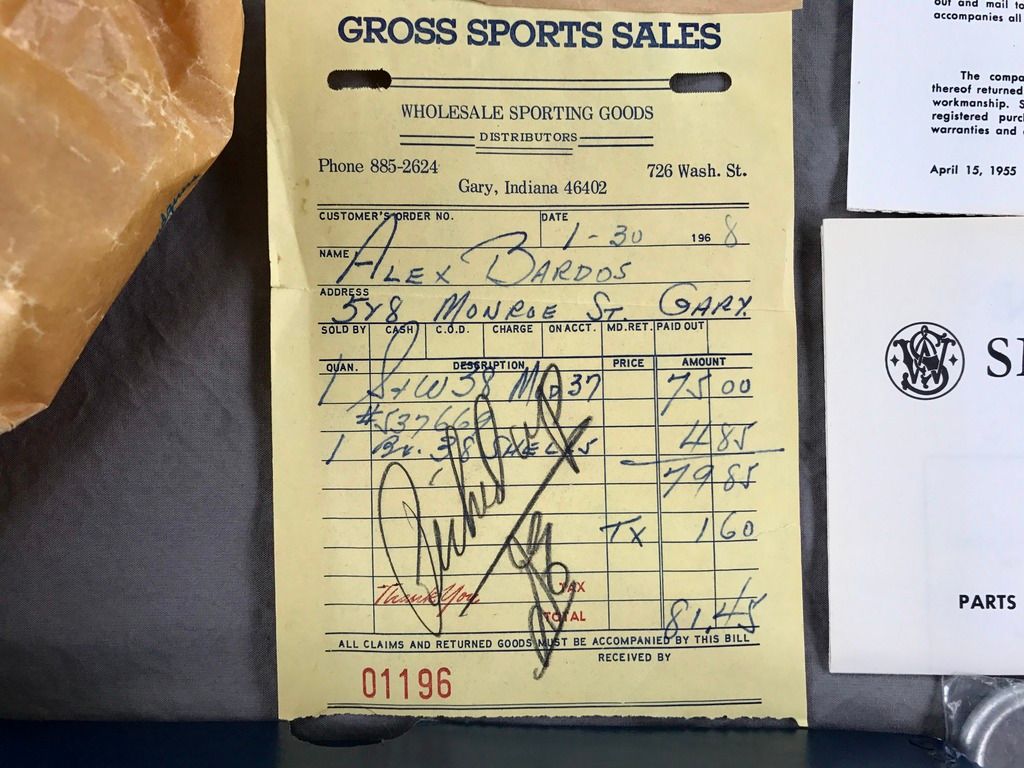 GROSS SPORTS SALES
WHOLESALE SPORTING GOODS
DISTRIBUTORS
Phone 885-2624
726 Wash. St.
Gary, Indiana 46402
CUSTOMER'S ORDER NO.
DATE 1-30 1968
NAME ALEX BARDOS
ADDRESS 548 MONROE ST. GARY.
SOLD BY CASH C.O.D. CHARGE ON ACCT. MD.RET. PAID OUT
QUAN. DESCRIPTION PRICE AMOUNT
1 S+W 38 MD 37 75 00
#537669
1 BX. 38 SHELLS 4 85
79 85
TX 1 60
Thank You TAX
TOTAL 81.45
ALL CLAIMS AND RETURNED GOODS MUST BE ACCOMPANIED BY THIS BILL
RECEIVED BY
01196
out and mail to
accompanies all
The compa
thereof returned
workmanship. S
registered purc
warranties and
April 15, 1955
SW
S
PARTS